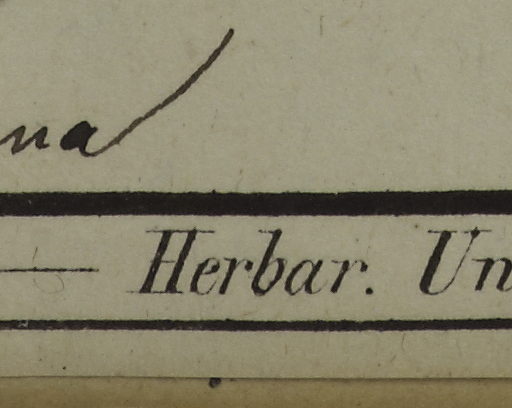 na
— Herbar. Un